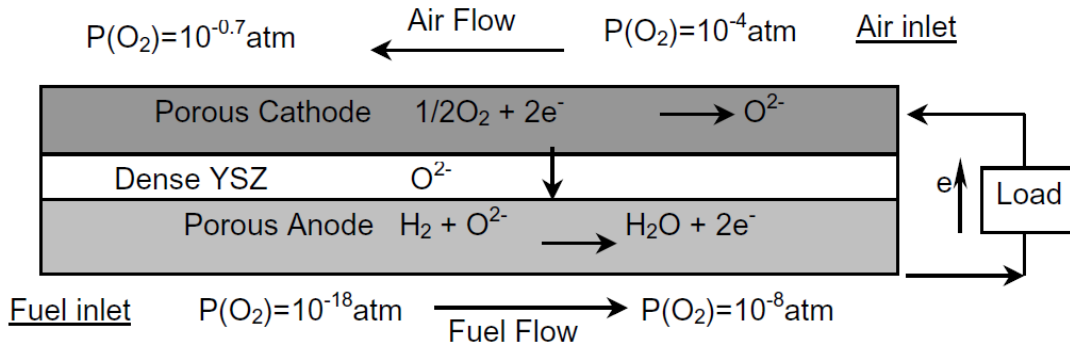 P(O₂)=10⁻⁰·⁷atm Air Flow P(O₂)=10⁻⁴atm Air inlet
Porous Cathode 1/2O₂ + 2e⁻ O²⁻
Dense YSZ O²⁻
e Load
Porous Anode H₂ + O²⁻ H₂O + 2e⁻
Fuel inlet P(O₂)=10⁻¹⁸atm Fuel Flow P(O₂)=10⁻⁸atm